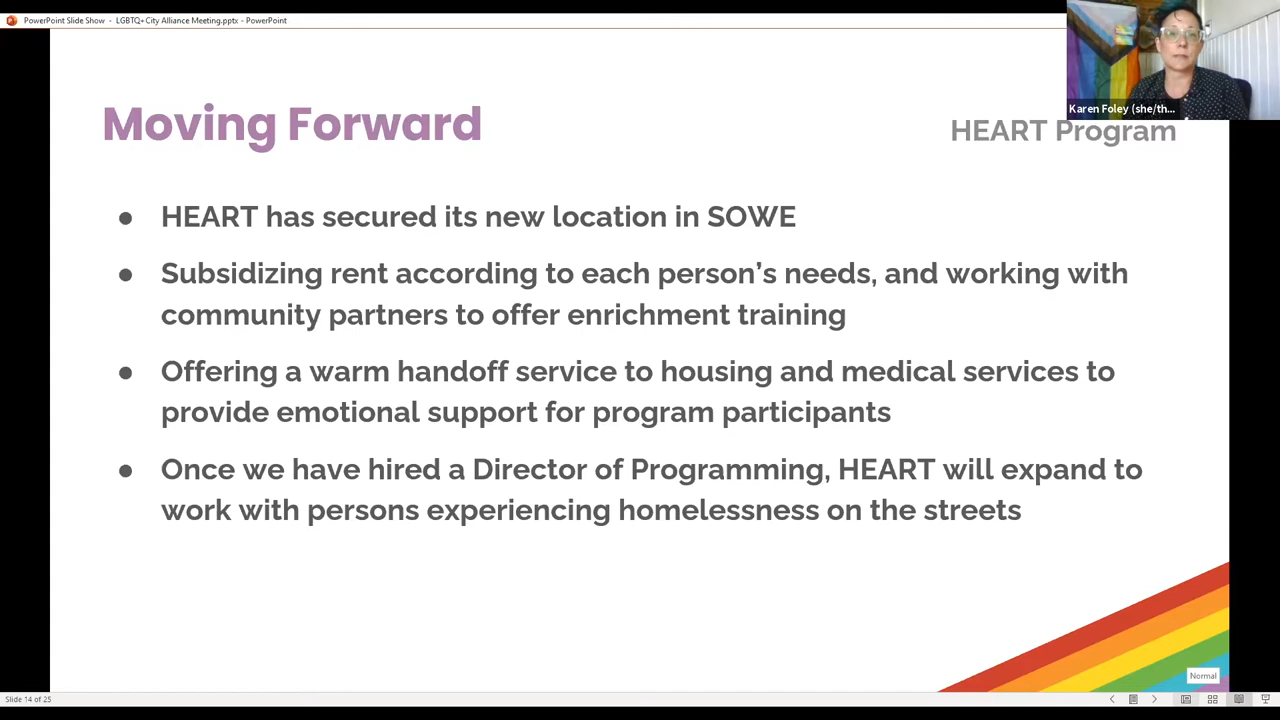 PowerPoint Slide Show - LGBTQ+City Alliance Meeting.pptx - PowerPoint
Karen Foley (she/th...
Moving Forward
HEART Program
● HEART has secured its new location in SOWE
● Subsidizing rent according to each person's needs, and working with
community partners to offer enrichment training
● Offering a warm handoff service to housing and medical services to
provide emotional support for program participants
● Once we have hired a Director of Programming, HEART will expand to
work with persons experiencing homelessness on the streets
Normal
Slide 14 of 25